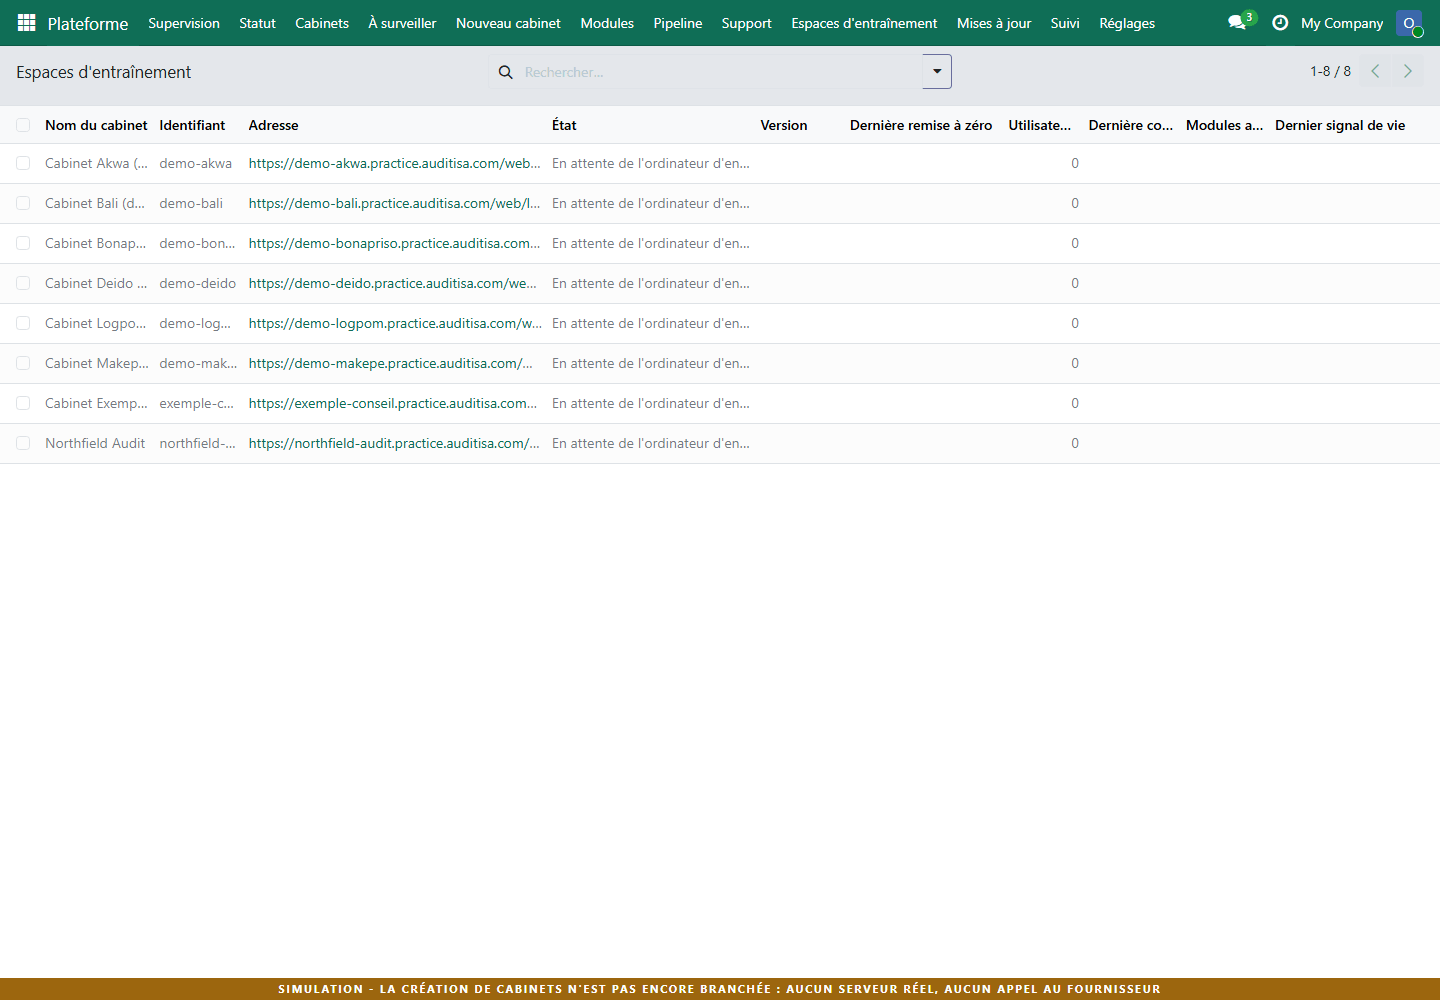 Plateforme Supervision Statut Cabinets À surveiller Nouveau cabinet Modules Pipeline Support Espaces d'entraînement Mises à jour Suivi Réglages 3 My Company O
Espaces d'entraînement Rechercher... 1-8 / 8
Nom du cabinet Identifiant Adresse État Version Dernière remise à zéro Utilisate... Dernière co... Modules a... Dernier signal de vie
Cabinet Akwa (... demo-akwa https://demo-akwa.practice.auditisa.com/web... En attente de l'ordinateur d'en... 0
Cabinet Bali (d... demo-bali https://demo-bali.practice.auditisa.com/web/l... En attente de l'ordinateur d'en... 0
Cabinet Bonap... demo-bon... https://demo-bonapriso.practice.auditisa.com... En attente de l'ordinateur d'en... 0
Cabinet Deido ... demo-deido https://demo-deido.practice.auditisa.com/we... En attente de l'ordinateur d'en... 0
Cabinet Logpo... demo-log... https://demo-logpom.practice.auditisa.com/w... En attente de l'ordinateur d'en... 0
Cabinet Makep... demo-mak... https://demo-makepe.practice.auditisa.com/... En attente de l'ordinateur d'en... 0
Cabinet Exemp... exemple-c... https://exemple-conseil.practice.auditisa.com... En attente de l'ordinateur d'en... 0
Northfield Audit northfield-... https://northfield-audit.practice.auditisa.com/... En attente de l'ordinateur d'en... 0
SIMULATION - LA CRÉATION DE CABINETS N'EST PAS ENCORE BRANCHÉE : AUCUN SERVEUR RÉEL, AUCUN APPEL AU FOURNISSEUR